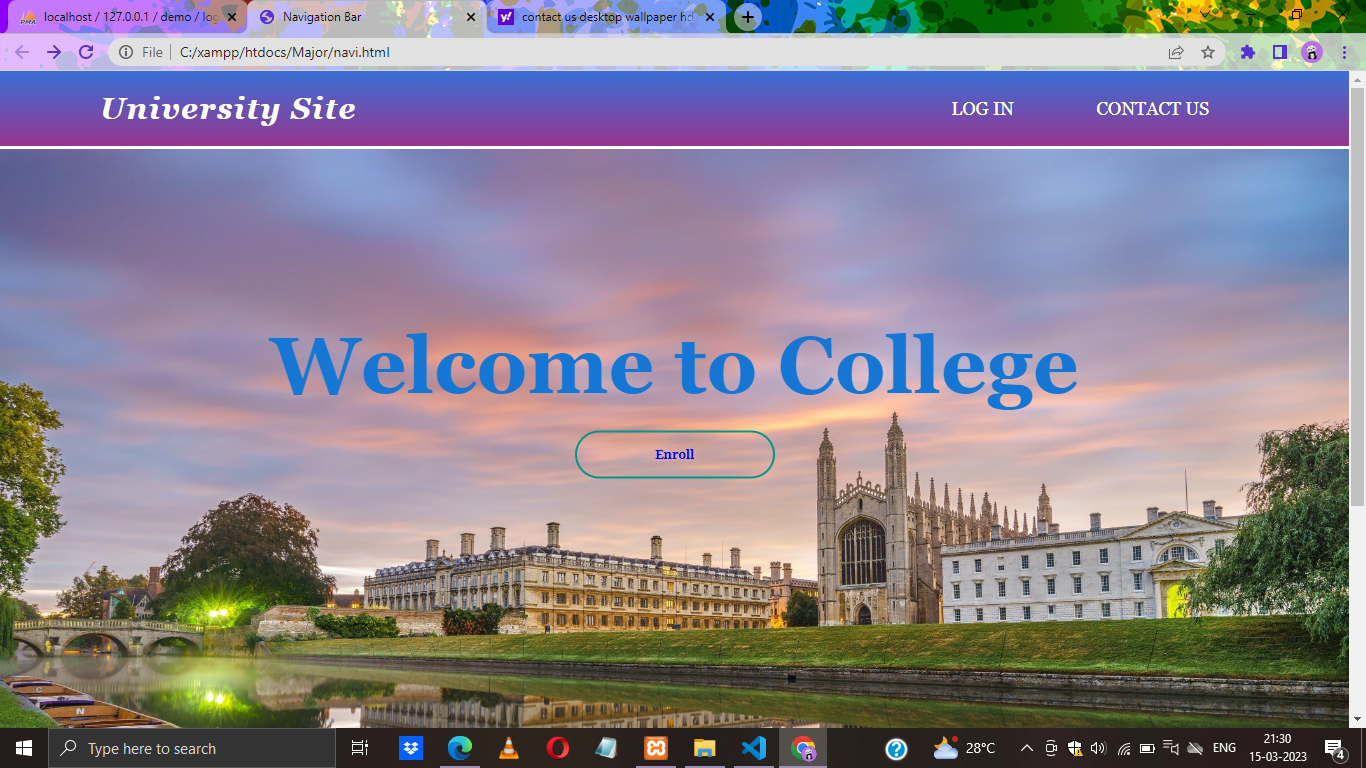 localhost / 127.0.0.1 / demo / log
Navigation Bar
contact us desktop wallpaper hd
File
C:/xampp/htdocs/Major/navi.html
University Site
LOG IN
CONTACT US
Welcome to College
Enroll
C
N
Type here to search
28°C
ENG
21:30
15-03-2023
4